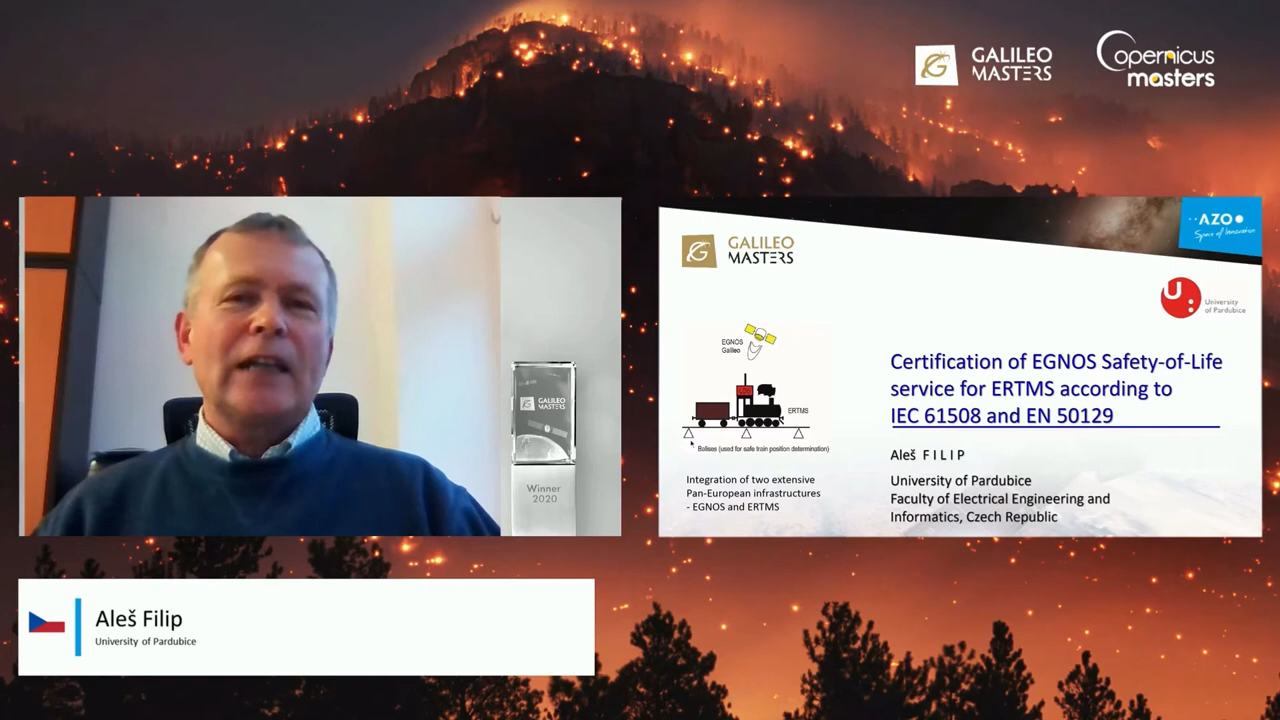 GALILEO
MASTERS
Copernicus
masters
GALILEO
MASTERS
Winner
2020
GALILEO
MASTERS
AZO
Space of Innovation
University
of Pardubice
EGNOS
Galileo
ERTMS
Balises (used for safe train position determination)
Integration of two extensive
Pan-European infrastructures
- EGNOS and ERTMS
Certification of EGNOS Safety-of-Life
service for ERTMS according to
IEC 61508 and EN 50129
Aleš F I L I P
University of Pardubice
Faculty of Electrical Engineering and
Informatics, Czech Republic
Aleš Filip
University of Pardubice